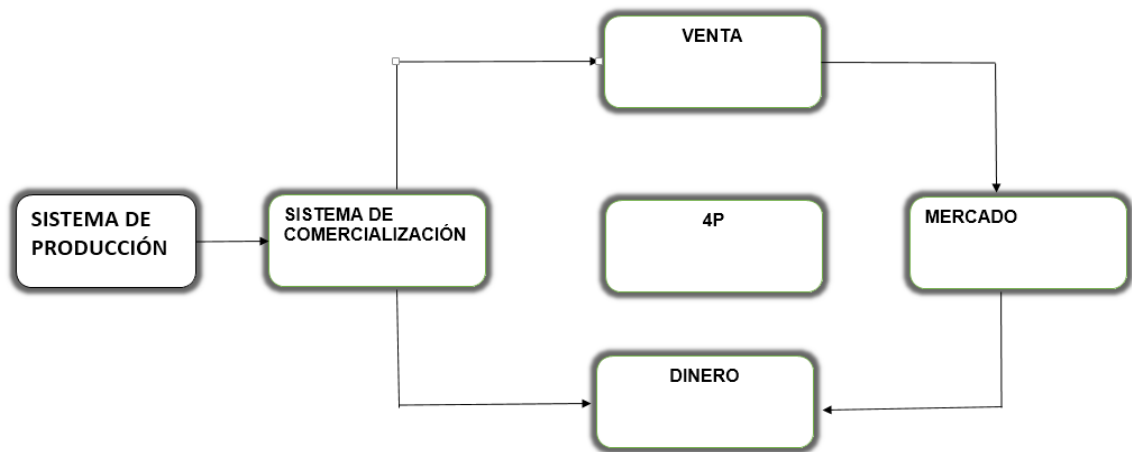 VENTA
SISTEMA DE
PRODUCCIÓN
SISTEMA DE
COMERCIALIZACIÓN
4P
MERCADO
DINERO